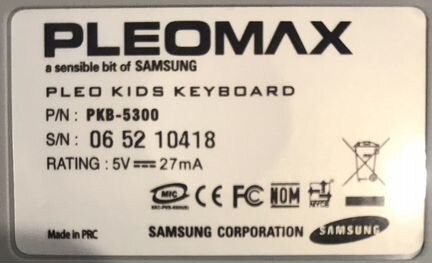 PLEOMAX
a sensible bit of SAMSUNG
PLEO KIDS KEYBOARD
P/N : PKB-5300
S/N : 06 52 10418
RATING : 5V ⎓ 27mA
MIC CE FC NOM
Made in PRC SAMSUNG CORPORATION SAMSUNG